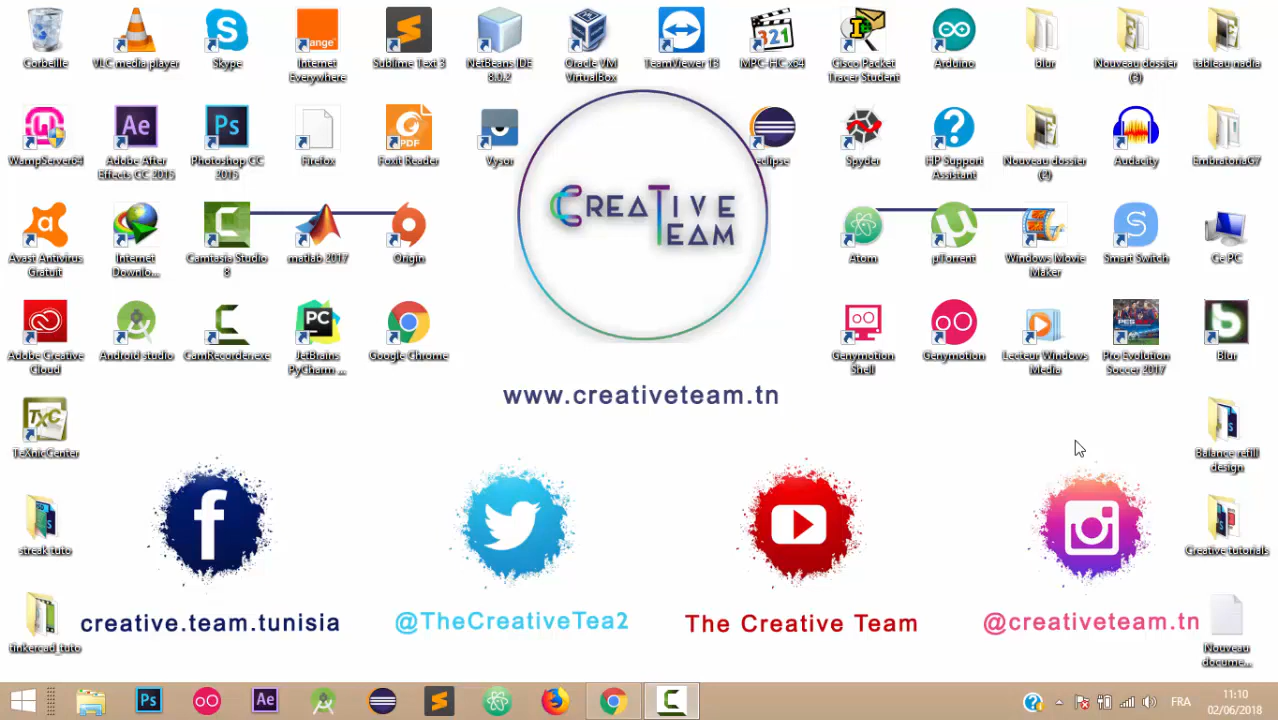 Corbeille
VLC media player
Skype
Internet
Everywhere
Sublime Text 3
NetBeans IDE
8.0.2
Oracle VM
VirtualBox
TeamViewer 13
MPC-HC x64
Cisco Packet
Tracer Student
Arduino
blur
Nouveau dossier
(3)
tableau nadia
WampServer64
Adobe After
Effects CC 2015
Photoshop CC
2015
Firefox
Foxit Reader
Vysor
eclipse
Spyder
HP Support
Assistant
Nouveau dossier
(2)
Audacity
EmbratoriaG7
CREATIVE
TEAM
Avast Antivirus
Gratuit
Internet
Downlo...
Camtasia Studio
8
matlab 2017
Origin
Atom
µTorrent
Windows Movie
Maker
Smart Switch
Ce PC
Adobe Creative
Cloud
Android studio
CamRecorder.exe
JetBrains
PyCharm ...
Google Chrome
Genymotion
Shell
Genymotion
Lecteur Windows
Media
Pro Evolution
Soccer 2017
Blur
www.creativeteam.tn
TeXnicCenter
Balance refill
design
streak tuto
Creative tutorials
tinkercad_tuto
creative.team.tunisia
@TheCreativeTea2
The Creative Team
@creativeteam.tn
Nouveau
docume...
FRA
11:10
02/06/2018